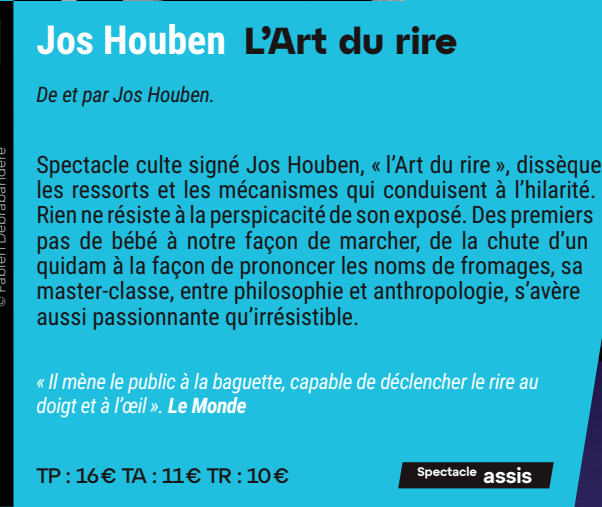 Jos Houben L’Art du rire
De et par Jos Houben.
Spectacle culte signé Jos Houben, « l’Art du rire », dissèque
les ressorts et les mécanismes qui conduisent à l’hilarité.
Rien ne résiste à la perspicacité de son exposé. Des premiers
pas de bébé à notre façon de marcher, de la chute d’un
quidam à la façon de prononcer les noms de fromages, sa
master-classe, entre philosophie et anthropologie, s’avère
aussi passionnante qu’irrésistible.
« Il mène le public à la baguette, capable de déclencher le rire au
doigt et à l’œil ». Le Monde
TP : 16 € TA : 11 € TR : 10 €
Spectacle assis
© Fabien Debrabandere